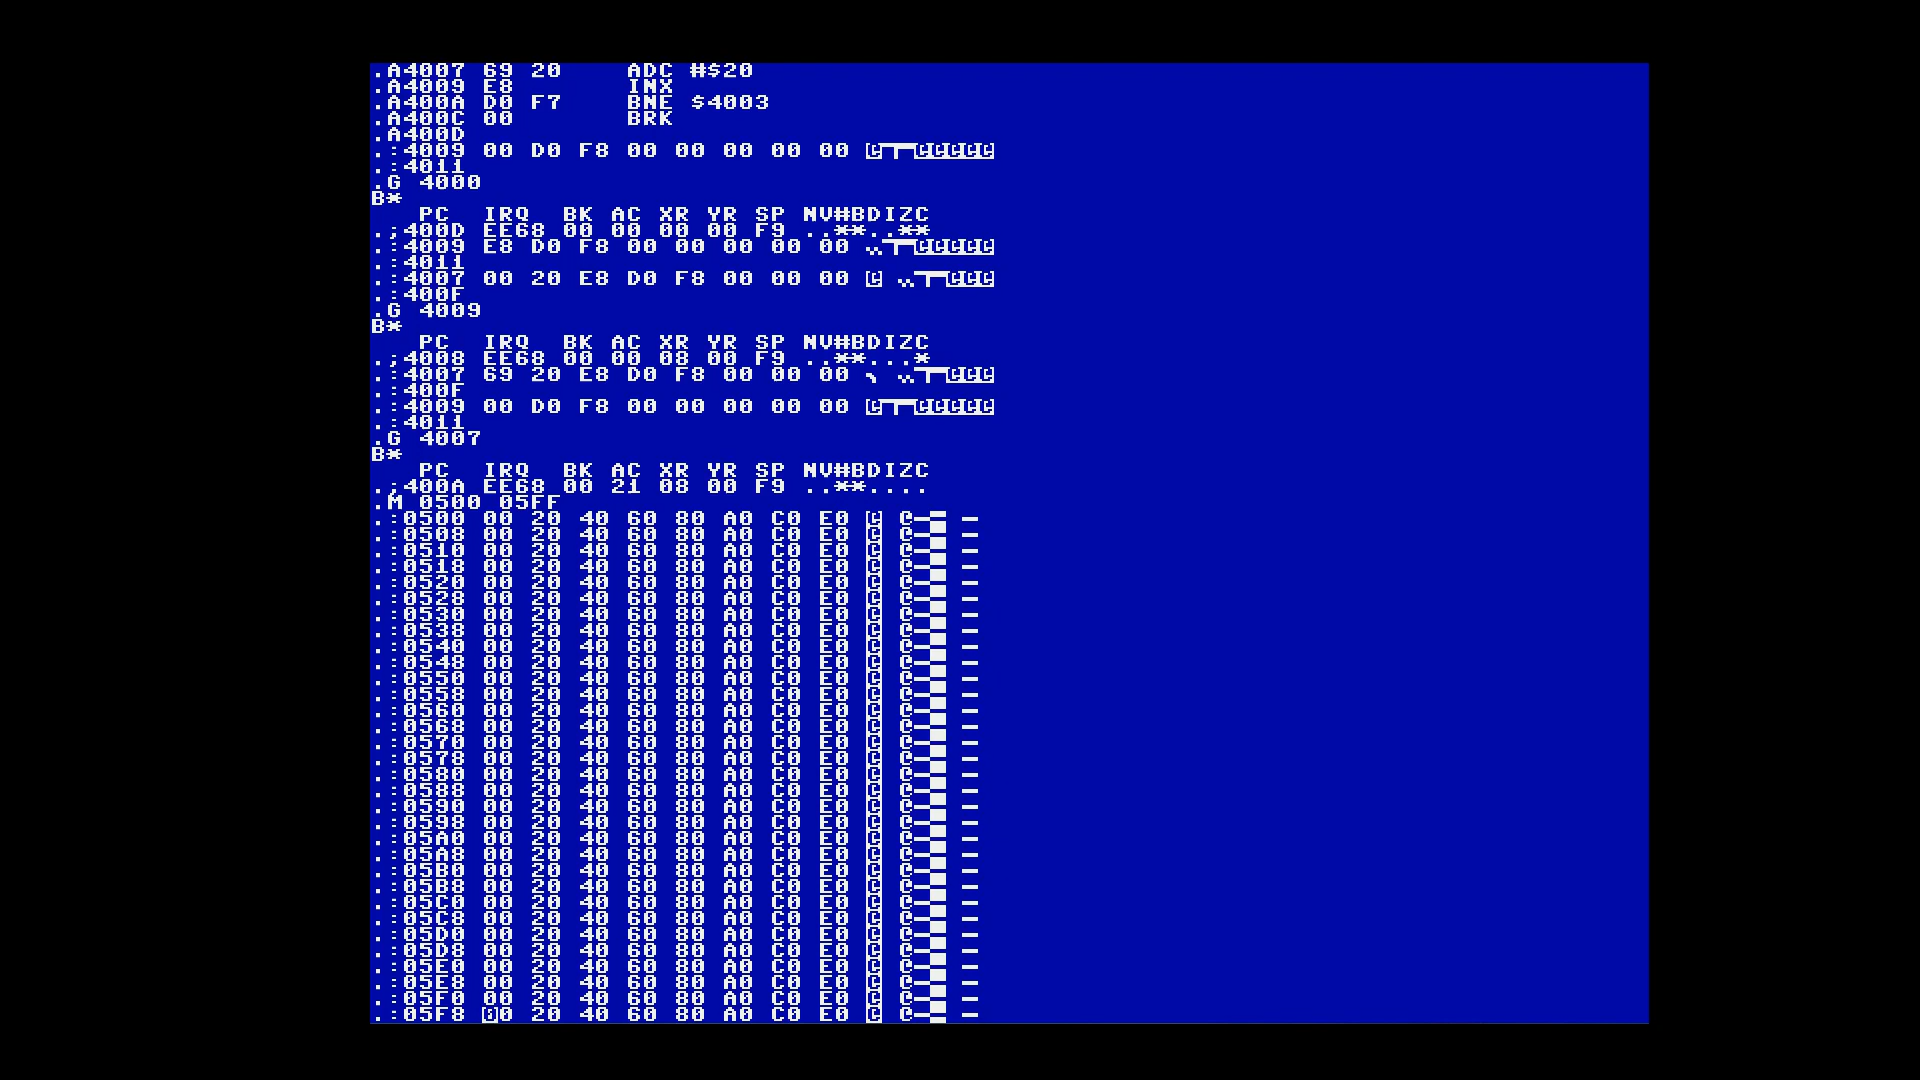 .A4007 69 20    ADC #$20
.A4009 E8       INX
.A400A D0 F7    BNE $4003
.A400C 00       BRK
.A400D
.:4009 00 D0 F8 00 00 00 00 00 @ @@@@@
.:4011
.G 4000
B*
   PC  IRQ  BK AC XR YR SP NV#BDIZC
.;400D EE68 00 00 00 00 F9 ..**..**
.:4009 E8 D0 F8 00 00 00 00 00 @@@@@
.:4011
.:4007 00 20 E8 D0 F8 00 00 00 @ @@@
.:400F
.G 4009
B*
   PC  IRQ  BK AC XR YR SP NV#BDIZC
.;4008 EE68 00 00 08 00 F9 ..**...*
.:4007 69 20 E8 D0 F8 00 00 00 @@@
.:400F
.:4009 00 D0 F8 00 00 00 00 00 @ @@@@@
.:4011
.G 4007
B*
   PC  IRQ  BK AC XR YR SP NV#BDIZC
.;400A EE68 00 21 08 00 F9 ..**....
.M 0500 05FF
.:0500 00 20 40 60 80 A0 C0 E0 @ @─ ─
.:0508 00 20 40 60 80 A0 C0 E0 @ @─ ─
.:0510 00 20 40 60 80 A0 C0 E0 @ @─ ─
.:0518 00 20 40 60 80 A0 C0 E0 @ @─ ─
.:0520 00 20 40 60 80 A0 C0 E0 @ @─ ─
.:0528 00 20 40 60 80 A0 C0 E0 @ @─ ─
.:0530 00 20 40 60 80 A0 C0 E0 @ @─ ─
.:0538 00 20 40 60 80 A0 C0 E0 @ @─ ─
.:0540 00 20 40 60 80 A0 C0 E0 @ @─ ─
.:0548 00 20 40 60 80 A0 C0 E0 @ @─ ─
.:0550 00 20 40 60 80 A0 C0 E0 @ @─ ─
.:0558 00 20 40 60 80 A0 C0 E0 @ @─ ─
.:0560 00 20 40 60 80 A0 C0 E0 @ @─ ─
.:0568 00 20 40 60 80 A0 C0 E0 @ @─ ─
.:0570 00 20 40 60 80 A0 C0 E0 @ @─ ─
.:0578 00 20 40 60 80 A0 C0 E0 @ @─ ─
.:0580 00 20 40 60 80 A0 C0 E0 @ @─ ─
.:0588 00 20 40 60 80 A0 C0 E0 @ @─ ─
.:0590 00 20 40 60 80 A0 C0 E0 @ @─ ─
.:0598 00 20 40 60 80 A0 C0 E0 @ @─ ─
.:05A0 00 20 40 60 80 A0 C0 E0 @ @─ ─
.:05A8 00 20 40 60 80 A0 C0 E0 @ @─ ─
.:05B0 00 20 40 60 80 A0 C0 E0 @ @─ ─
.:05B8 00 20 40 60 80 A0 C0 E0 @ @─ ─
.:05C0 00 20 40 60 80 A0 C0 E0 @ @─ ─
.:05C8 00 20 40 60 80 A0 C0 E0 @ @─ ─
.:05D0 00 20 40 60 80 A0 C0 E0 @ @─ ─
.:05D8 00 20 40 60 80 A0 C0 E0 @ @─ ─
.:05E0 00 20 40 60 80 A0 C0 E0 @ @─ ─
.:05E8 00 20 40 60 80 A0 C0 E0 @ @─ ─
.:05F0 00 20 40 60 80 A0 C0 E0 @ @─ ─
.:05F8 00 20 40 60 80 A0 C0 E0 @ @─ ─